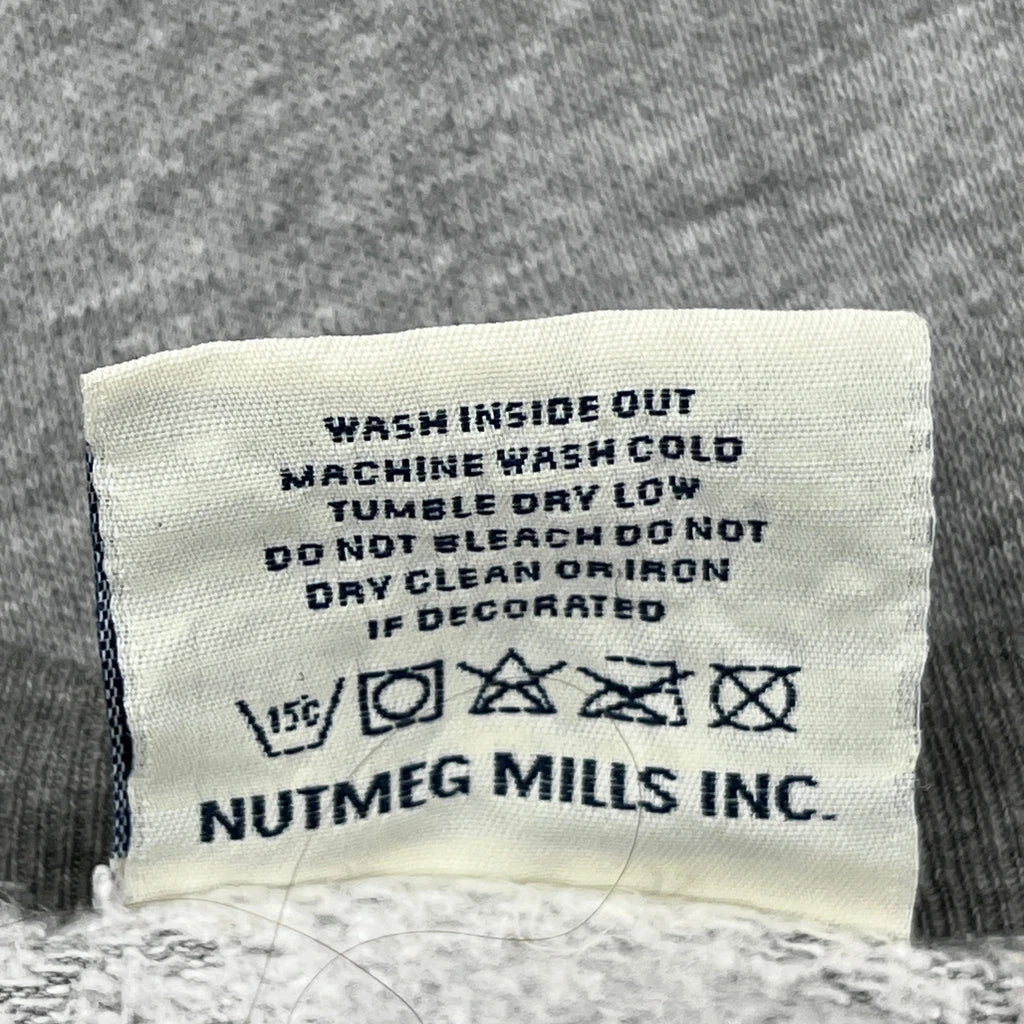 WASH INSIDE OUT
MACHINE WASH COLD
TUMBLE DRY LOW
DO NOT BLEACH DO NOT
DRY CLEAN OR IRON
IF DECORATED
15C
NUTMEG MILLS INC.